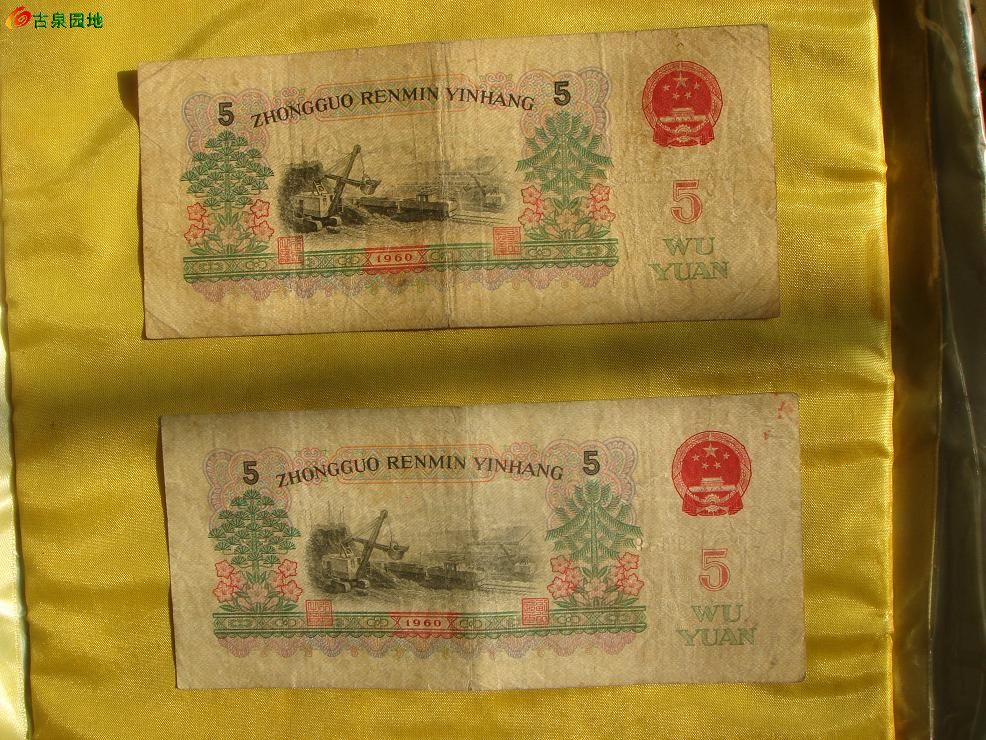 古泉园地
5 ZHONGGUO RENMIN YINHANG 5
1960
5
WU
YUAN
5 ZHONGGUO RENMIN YINHANG 5
1960
5
WU
YUAN